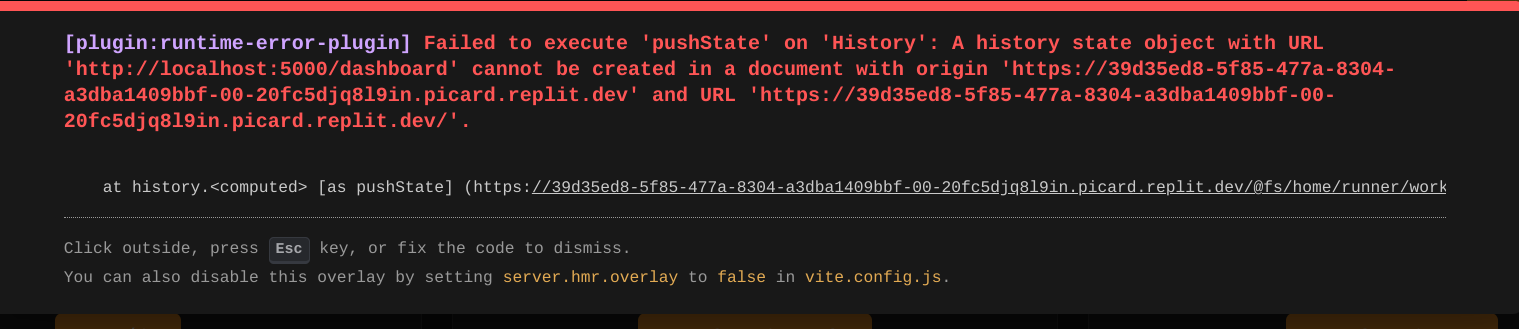 [plugin:runtime-error-plugin] Failed to execute 'pushState' on 'History': A history state object with URL
'http://localhost:5000/dashboard' cannot be created in a document with origin 'https://39d35ed8-5f85-477a-8304-
a3dba1409bbf-00-20fc5djq8l9in.picard.replit.dev' and URL 'https://39d35ed8-5f85-477a-8304-a3dba1409bbf-00-
20fc5djq8l9in.picard.replit.dev/'.
at history.<computed> [as pushState] (https://39d35ed8-5f85-477a-8304-a3dba1409bbf-00-20fc5djq8l9in.picard.replit.dev/@fs/home/runner/work
Click outside, press Esc key, or fix the code to dismiss.
You can also disable this overlay by setting server.hmr.overlay to false in vite.config.js.